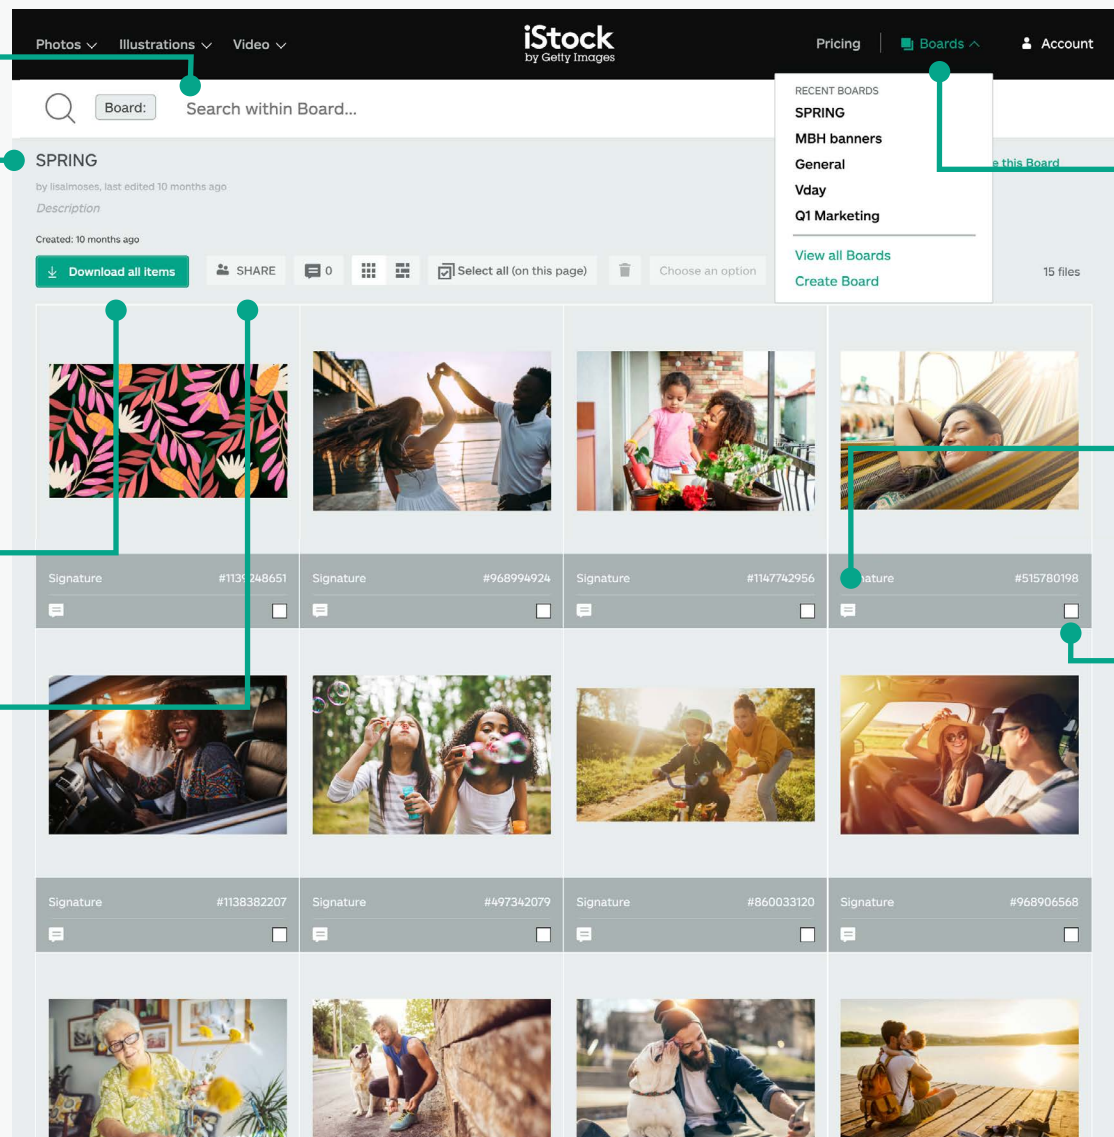 Photos Illustrations Video
iStock
by Getty Images
Pricing Boards Account
Board: Search within Board...
RECENT BOARDS
SPRING
MBH banners
General
Vday
Q1 Marketing
View all Boards
Create Board
SPRING
this Board
by lisalmoses, last edited 10 months ago
Description
Created: 10 months ago
Download all items SHARE 0 Select all (on this page) Choose an option 15 files
Signature #1139248651 Signature #968994924 Signature #1147742956 #515780198
Signature #1138382207 Signature #497342079 Signature #860033120 Signature #968906568